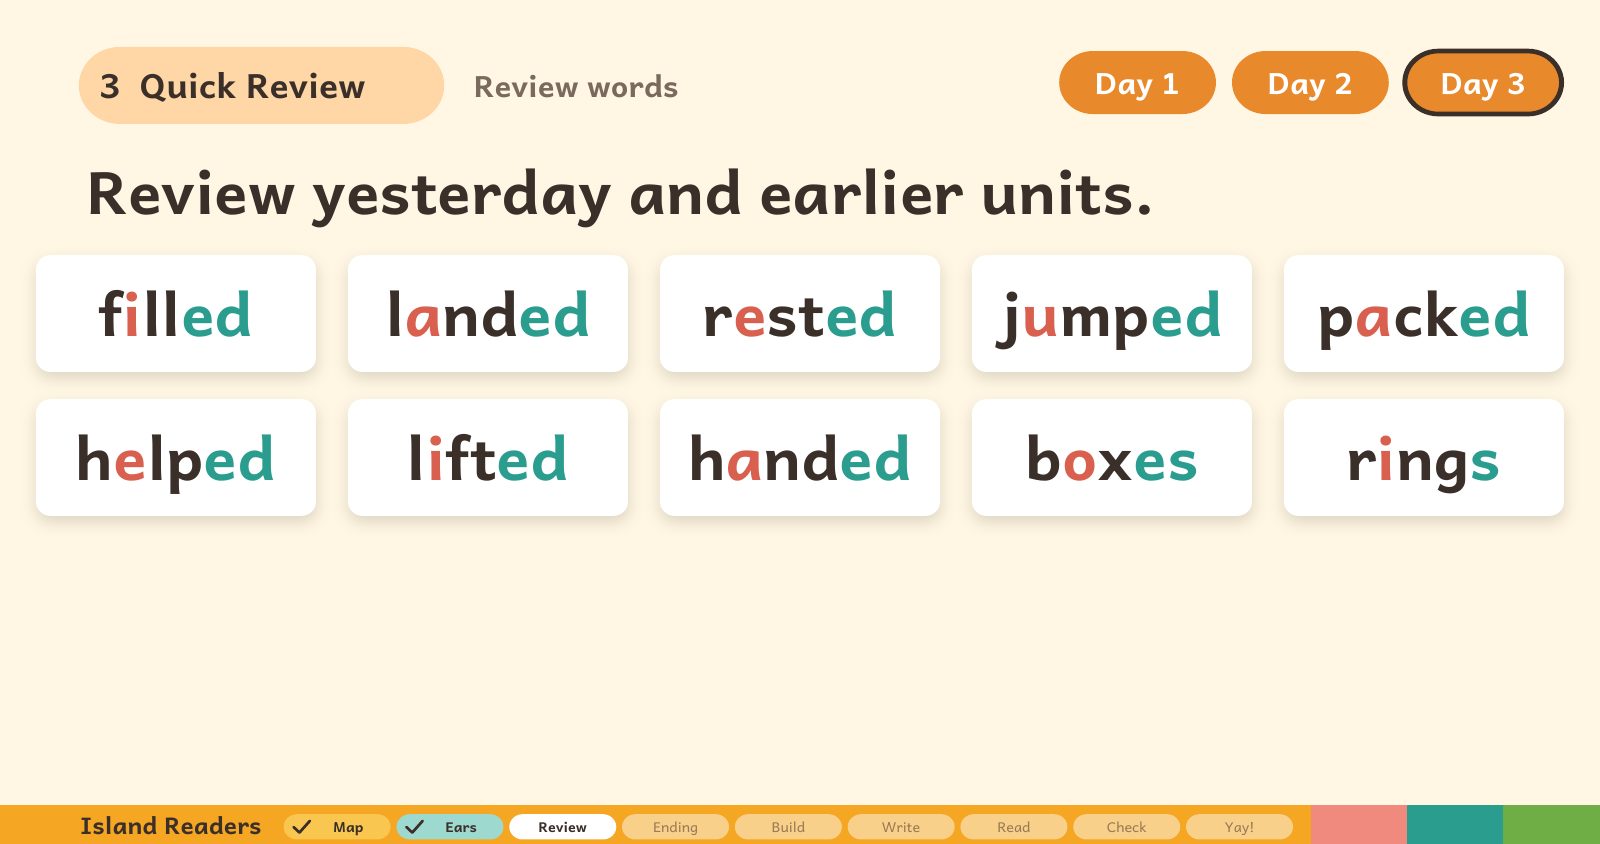 3 Quick Review
Review words
Day 1
Day 2
Day 3
Review yesterday and earlier units.
filled
landed
rested
jumped
packed
helped
lifted
handed
boxes
rings
Island Readers
Map
Ears
Review
Ending
Build
Write
Read
Check
Yay!